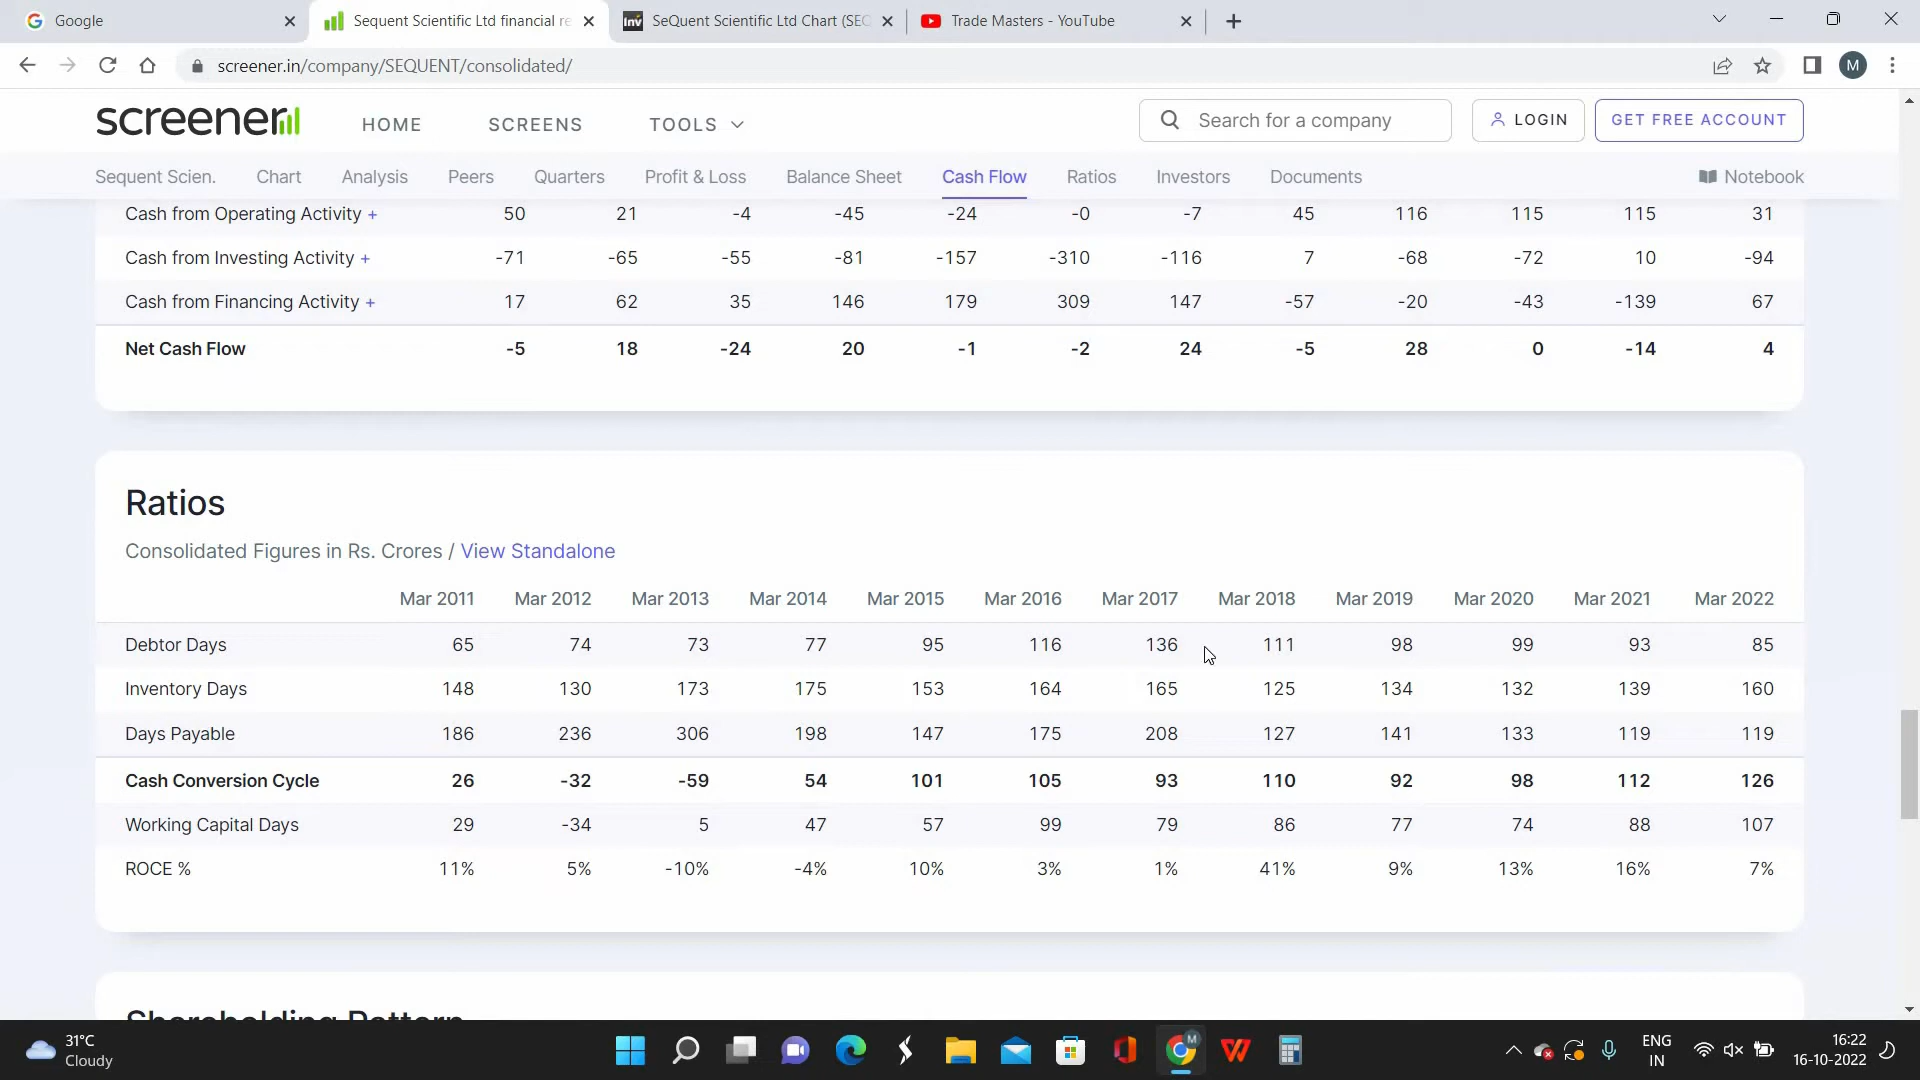 Google
Sequent Scientific Ltd financial re
SeQuent Scientific Ltd Chart (SEQ
Trade Masters - YouTube
screener.in/company/SEQUENT/consolidated/
M
screener
HOME
SCREENS
TOOLS
Search for a company
LOGIN
GET FREE ACCOUNT
Sequent Scien. Chart Analysis Peers Quarters Profit & Loss Balance Sheet Cash Flow Ratios Investors Documents Notebook
Cash from Operating Activity + 50 21 -4 -45 -24 -0 -7 45 116 115 115 31
Cash from Investing Activity + -71 -65 -55 -81 -157 -310 -116 7 -68 -72 10 -94
Cash from Financing Activity + 17 62 35 146 179 309 147 -57 -20 -43 -139 67
Net Cash Flow -5 18 -24 20 -1 -2 24 -5 28 0 -14 4
Ratios
Consolidated Figures in Rs. Crores / View Standalone
Mar 2011 Mar 2012 Mar 2013 Mar 2014 Mar 2015 Mar 2016 Mar 2017 Mar 2018 Mar 2019 Mar 2020 Mar 2021 Mar 2022
Debtor Days 65 74 73 77 95 116 136 111 98 99 93 85
Inventory Days 148 130 173 175 153 164 165 125 134 132 139 160
Days Payable 186 236 306 198 147 175 208 127 141 133 119 119
Cash Conversion Cycle 26 -32 -59 54 101 105 93 110 92 98 112 126
Working Capital Days 29 -34 5 47 57 99 79 86 77 74 88 107
ROCE % 11% 5% -10% -4% 10% 3% 1% 41% 9% 13% 16% 7%
Shareholding Pattern
31°C
Cloudy
ENG
IN
16:22
16-10-2022